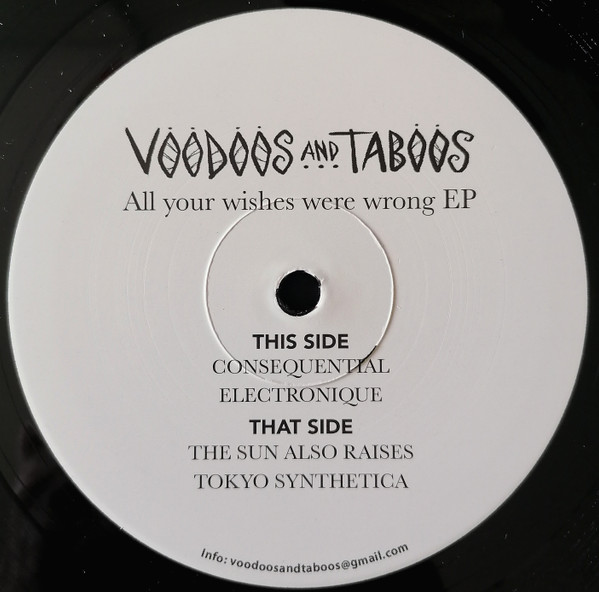 VOODOOS AND TABOOS
All your wishes were wrong EP
THIS SIDE
CONSEQUENTIAL
ELECTRONIQUE
THAT SIDE
THE SUN ALSO RAISES
TOKYO SYNTHETICA
Info: voodoosandtaboos@gmail.com